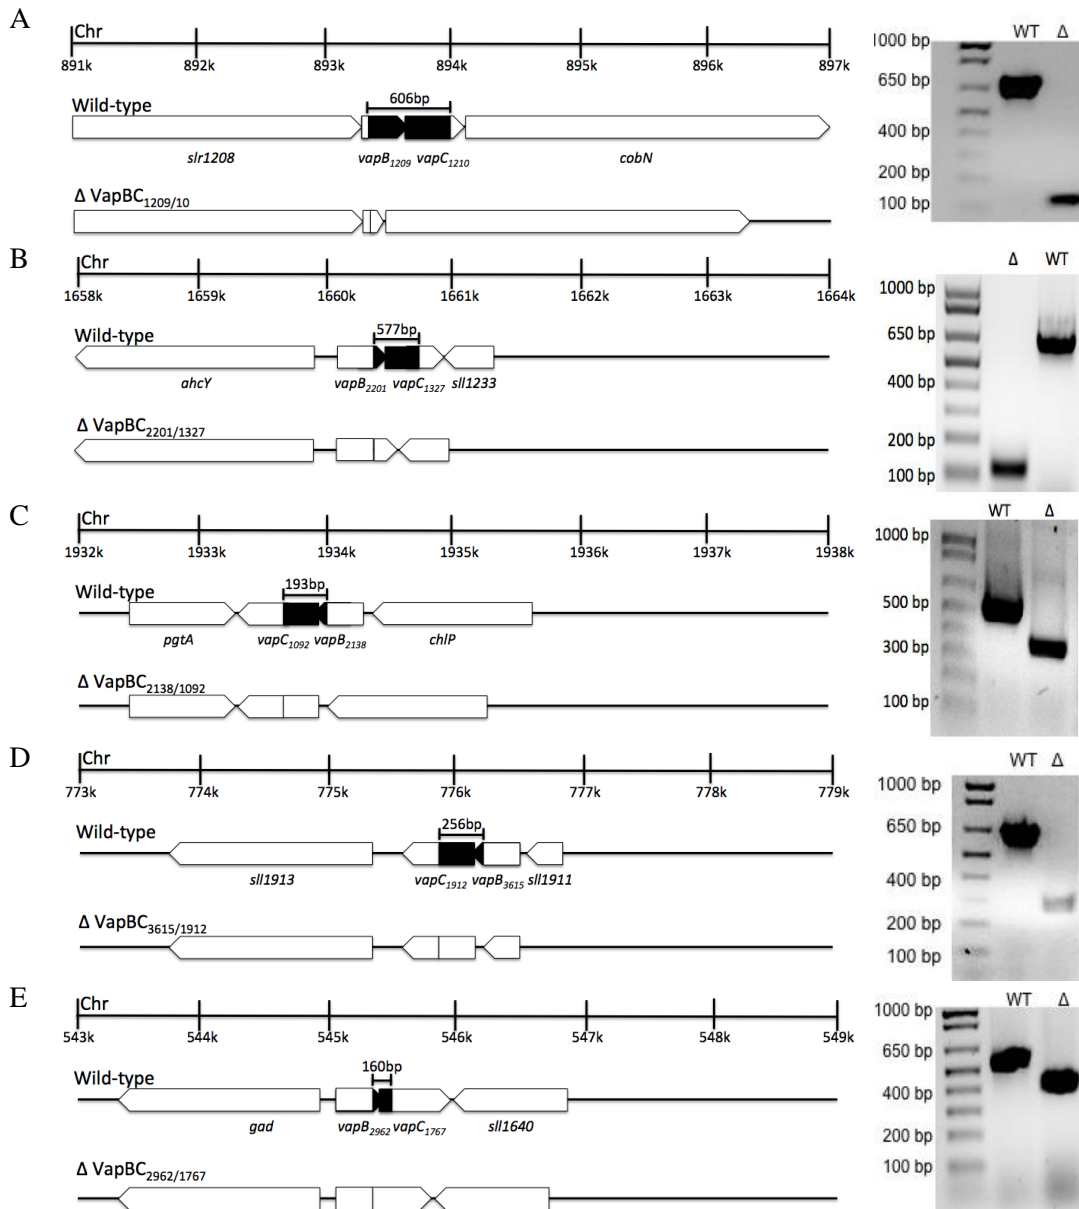 A
Chr
891k 892k 893k 894k 895k 896k 897k
Wild-type
606bp
slr1208 vapB1209 vapC1210 cobN
Δ VapBC1209/10
WT Δ
1000 bp
650 bp
400 bp
200 bp
100 bp
B
Chr
1658k 1659k 1660k 1661k 1662k 1663k 1664k
Wild-type
577bp
ahcY vapB2201 vapC1327 sll1233
Δ VapBC2201/1327
Δ WT
1000 bp
650 bp
400 bp
200 bp
100 bp
C
Chr
1932k 1933k 1934k 1935k 1936k 1937k 1938k
Wild-type
193bp
pgtA vapC1092 vapB2138 chlP
Δ VapBC2138/1092
WT Δ
1000 bp
500 bp
300 bp
100 bp
D
Chr
773k 774k 775k 776k 777k 778k 779k
Wild-type
256bp
sll1913 vapC1912 vapB3615 sll1911
Δ VapBC3615/1912
WT Δ
1000 bp
650 bp
400 bp
200 bp
100 bp
E
Chr
543k 544k 545k 546k 547k 548k 549k
Wild-type
160bp
gad vapB2962 vapC1767 sll1640
Δ VapBC2962/1767
WT Δ
1000 bp
650 bp
400 bp
200 bp
100 bp